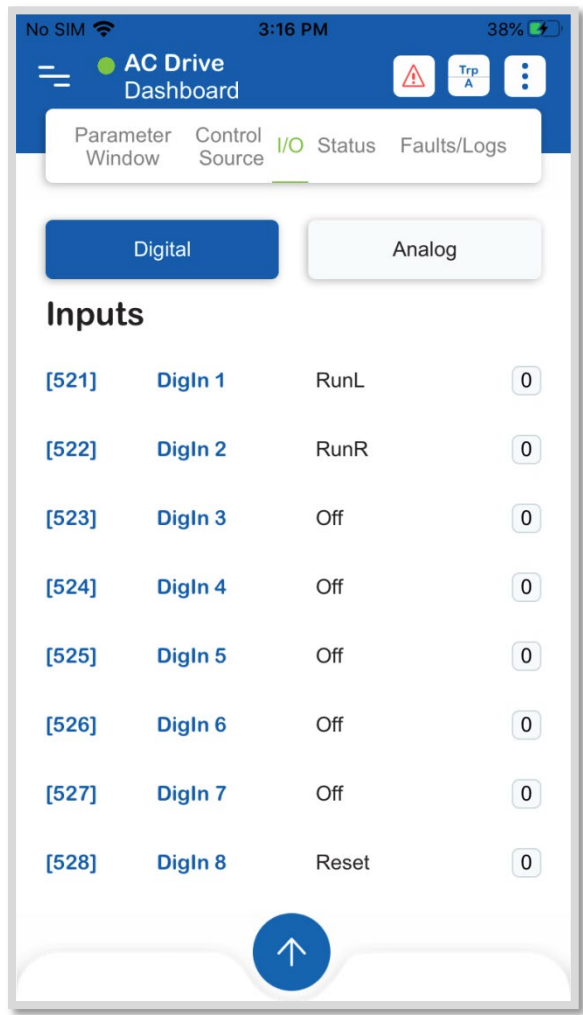 No SIM 3:16 PM 38%
AC Drive
Dashboard
Trp
A
Parameter Window Control Source I/O Status Faults/Logs
Digital Analog
Inputs
[521] DigIn 1 RunL 0
[522] DigIn 2 RunR 0
[523] DigIn 3 Off 0
[524] DigIn 4 Off 0
[525] DigIn 5 Off 0
[526] DigIn 6 Off 0
[527] DigIn 7 Off 0
[528] DigIn 8 Reset 0